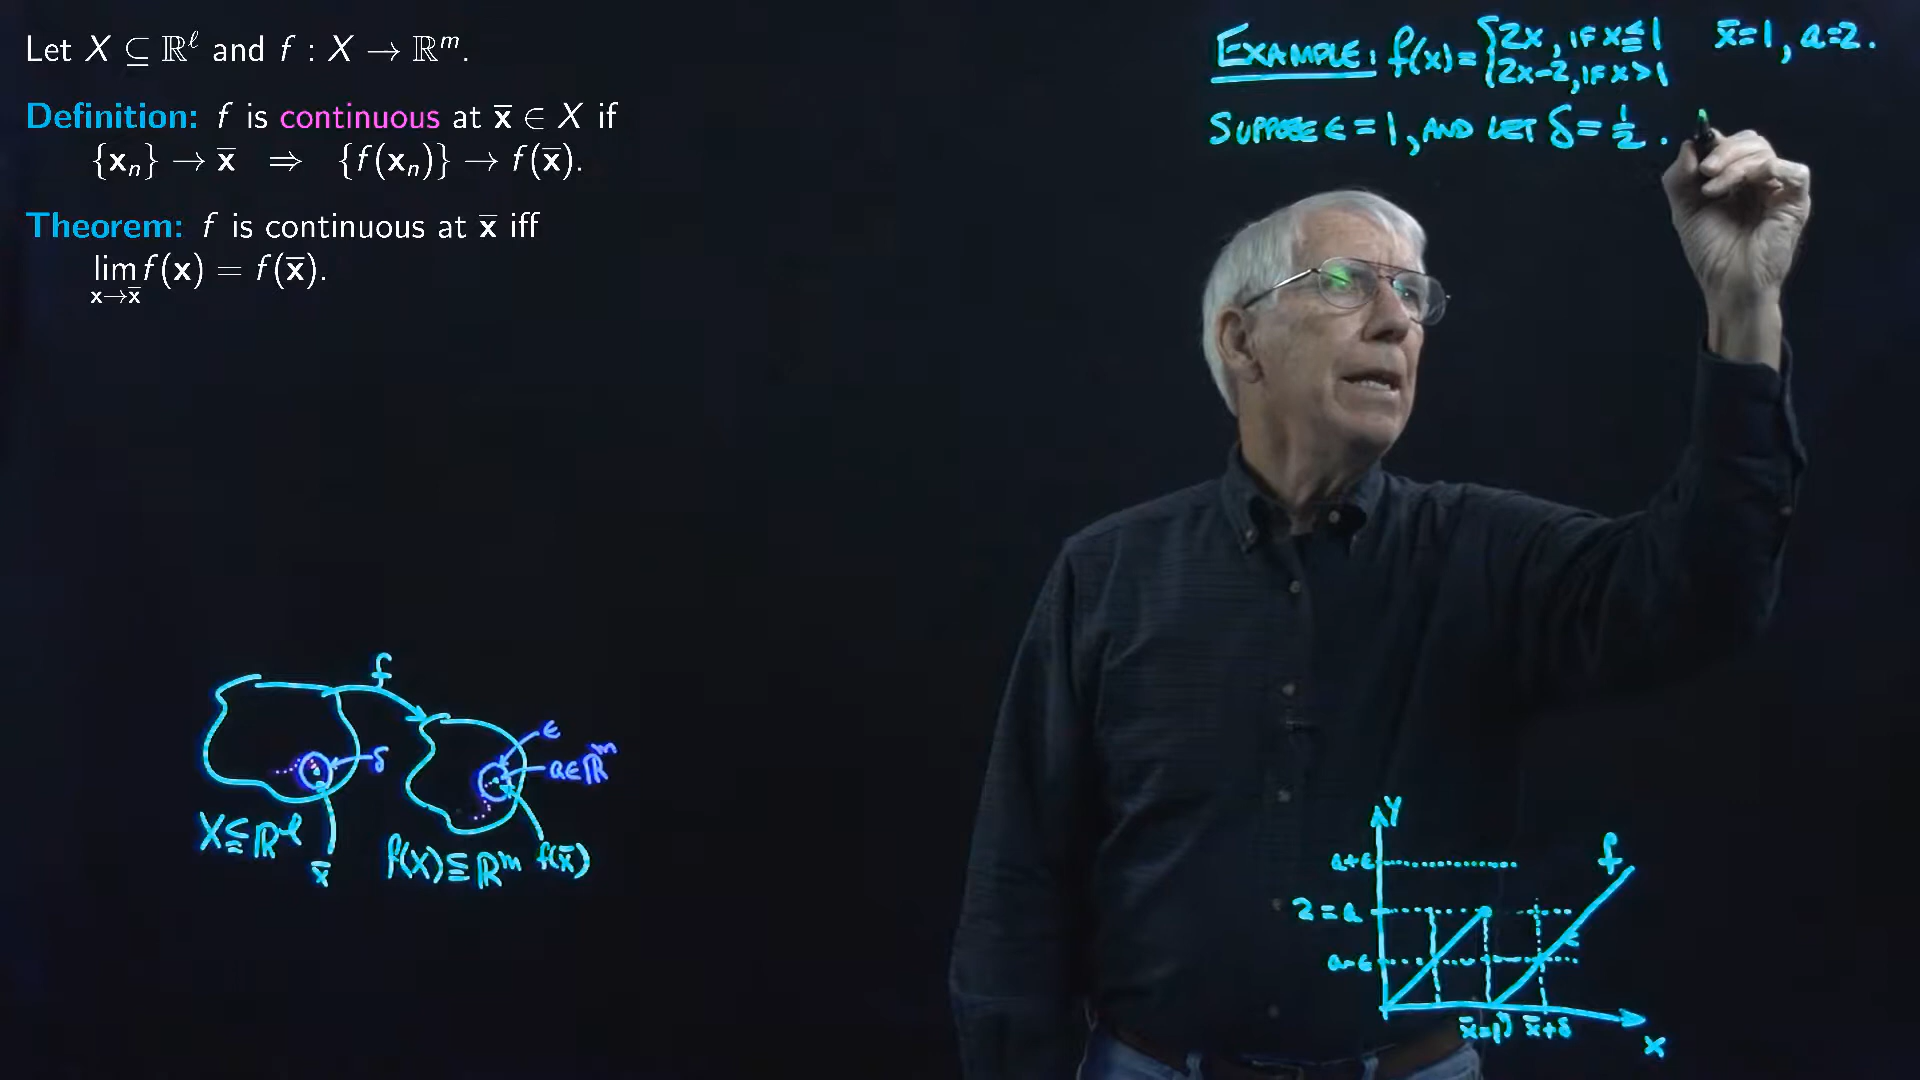 Let X ⊆ ℝ^ℓ and f : X → ℝ^m.
Definition: f is continuous at x̄ ∈ X if
{x_n} → x̄ ⇒ {f(x_n)} → f(x̄).
Theorem: f is continuous at x̄ iff
lim f(x) = f(x̄).
x→x̄
EXAMPLE: f(x) = { 2x, IF x ≦ 1 x̄=1, a=2.
2x-2, IF x > 1
SUPPOSE ϵ = 1, AND LET δ = 1/2.
f
δ
ϵ
a∈ℝ^m
X ≦ ℝ^ℓ
x̄
f(X) ≦ ℝ^m
f(x̄)
Y
a+ϵ
f
2=a
a-ϵ
x̄=1
x̄+δ
x